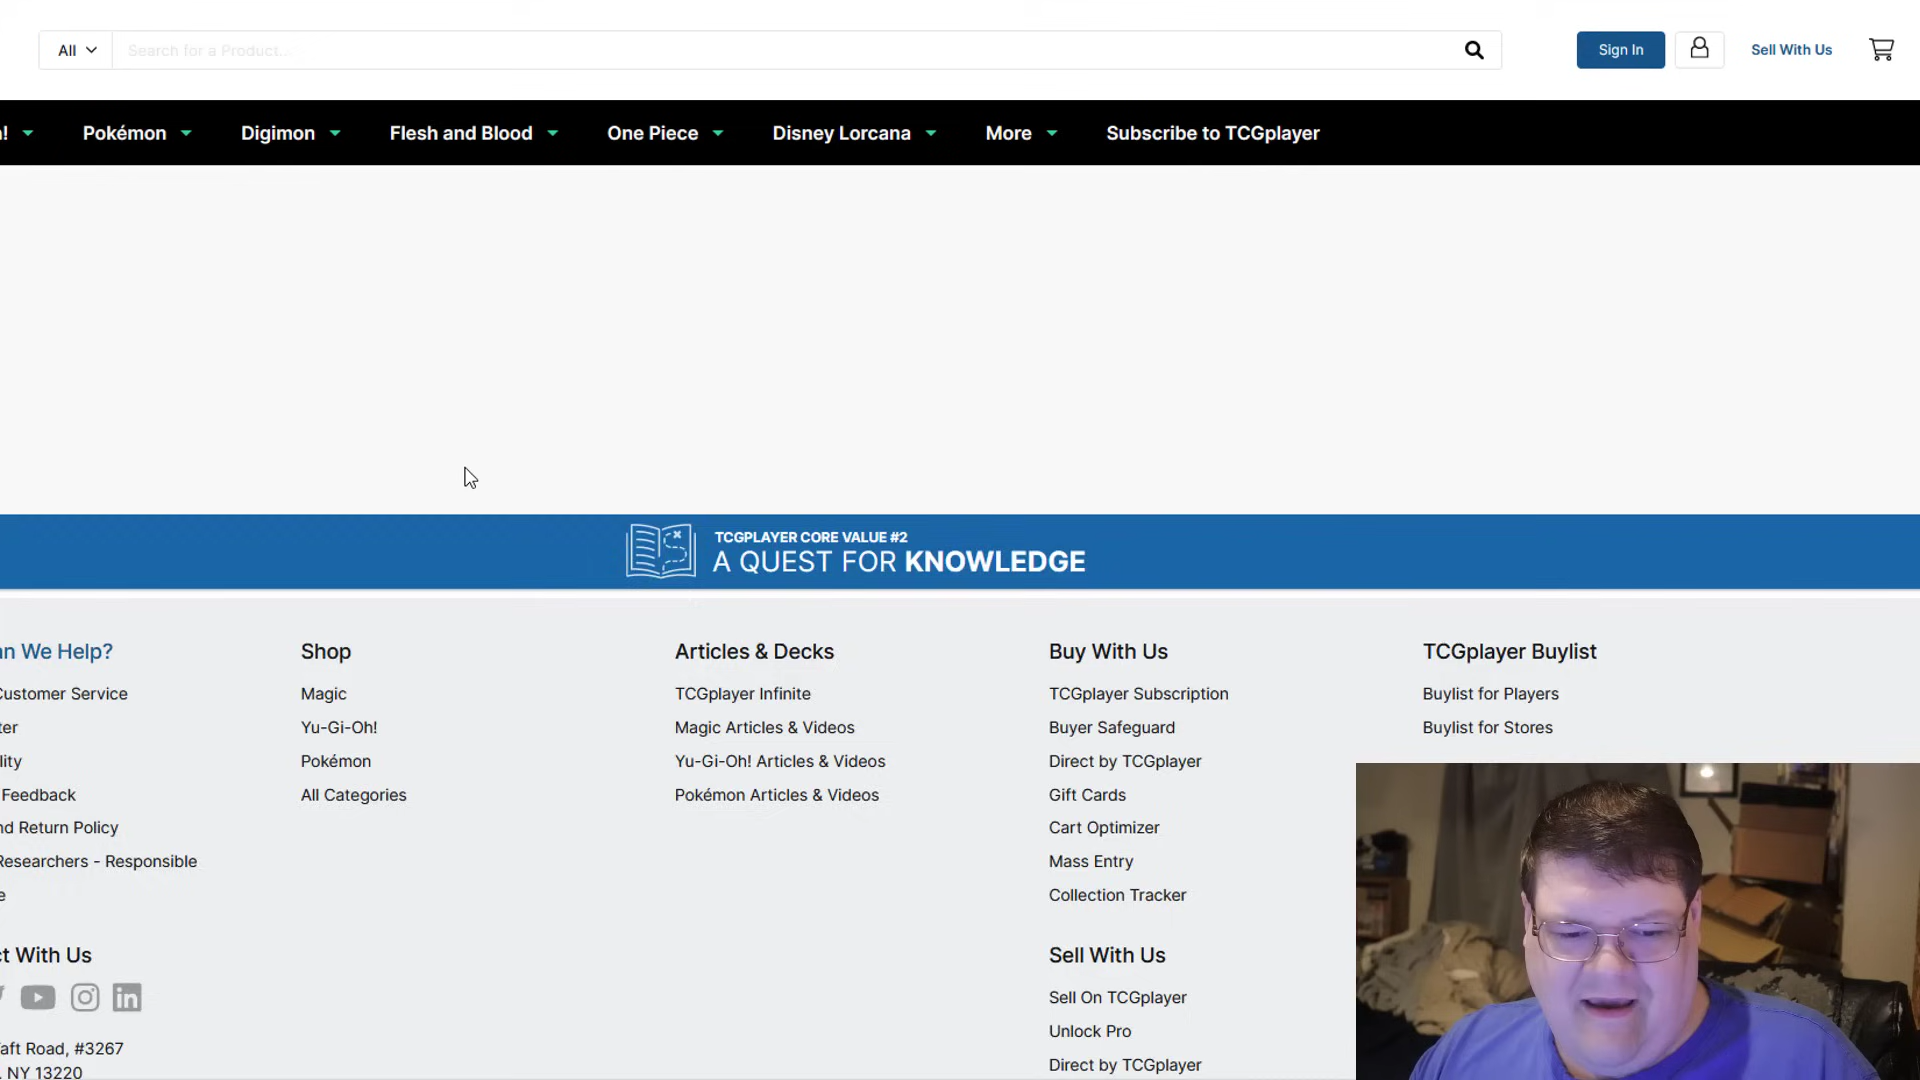 All
Search for a Product...
Sign In
Sell With Us
!
Pokémon
Digimon
Flesh and Blood
One Piece
Disney Lorcana
More
Subscribe to TCGplayer
TCGPLAYER CORE VALUE #2
A QUEST FOR KNOWLEDGE
an We Help?
Customer Service
ter
lity
Feedback
nd Return Policy
Researchers - Responsible
e
ct With Us
aft Road, #3267
, NY 13220
Shop
Magic
Yu-Gi-Oh!
Pokémon
All Categories
Articles & Decks
TCGplayer Infinite
Magic Articles & Videos
Yu-Gi-Oh! Articles & Videos
Pokémon Articles & Videos
Buy With Us
TCGplayer Subscription
Buyer Safeguard
Direct by TCGplayer
Gift Cards
Cart Optimizer
Mass Entry
Collection Tracker
Sell With Us
Sell On TCGplayer
Unlock Pro
Direct by TCGplayer
TCGplayer Buylist
Buylist for Players
Buylist for Stores